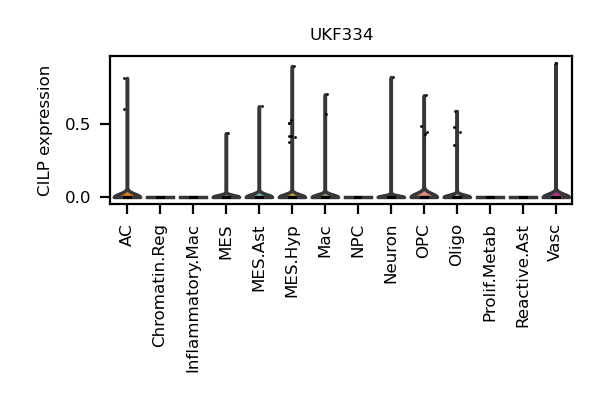 UKF334
CILP expression
0.5
0.0
AC
Chromatin.Reg
Inflammatory.Mac
MES
MES.Ast
MES.Hyp
Mac
NPC
Neuron
OPC
Oligo
Prolif.Metab
Reactive.Ast
Vasc